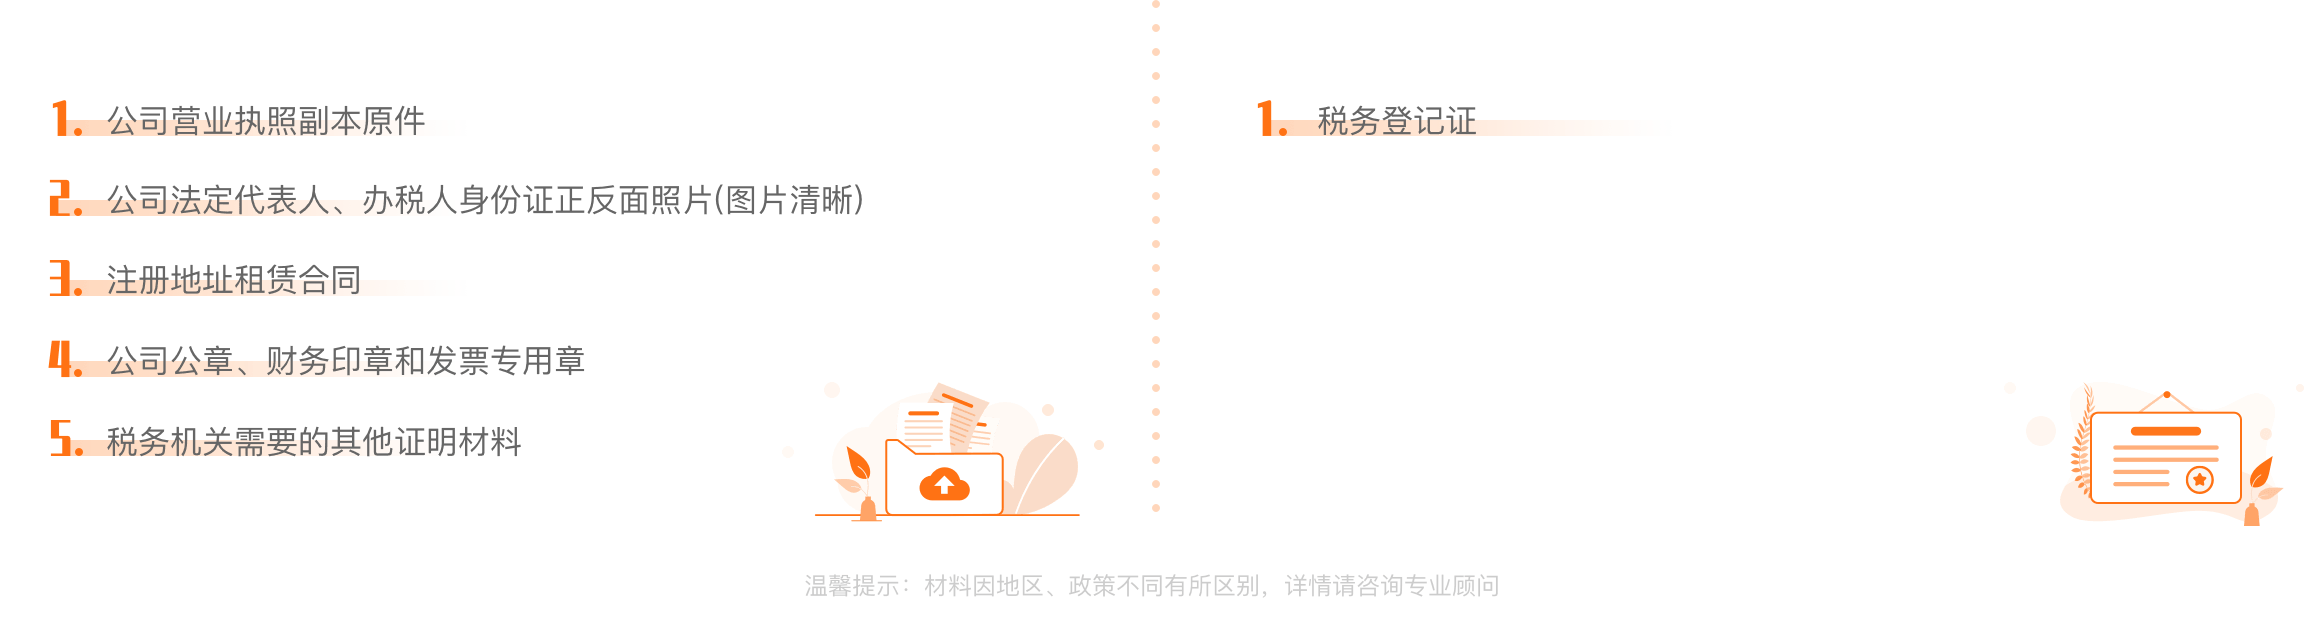 1. 公司营业执照副本原件
2. 公司法定代表人、办税人身份证正反面照片(图片清晰)
3. 注册地址租赁合同
4. 公司公章、财务印章和发票专用章
5. 税务机关需要的其他证明材料
1. 税务登记证
温馨提示：材料因地区、政策不同有所区别，详情请咨询专业顾问